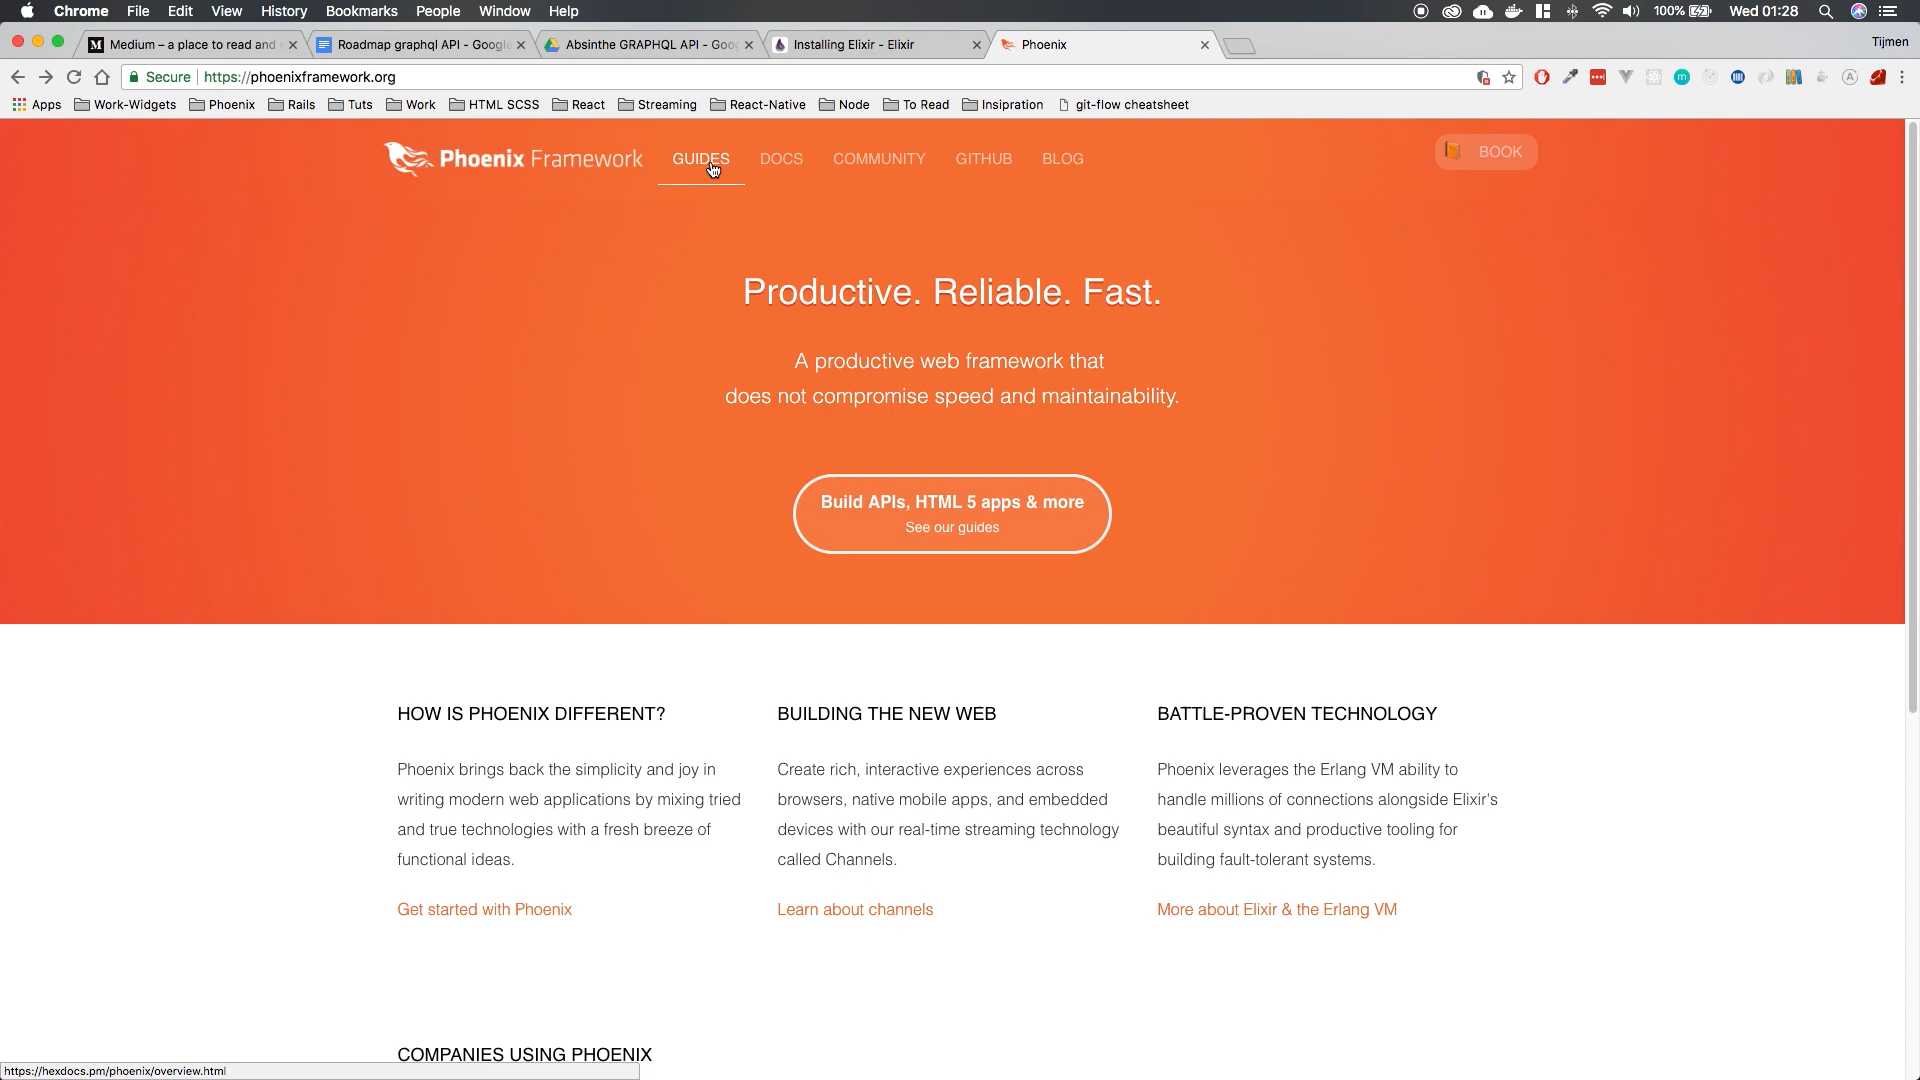 Chrome File Edit View History Bookmarks People Window Help
100% Wed 01:28
Medium – a place to read and
Roadmap graphql API - Google
Absinthe GRAPHQL API - Goo
Installing Elixir - Elixir
Phoenix
Tijmen
Secure https://phoenixframework.org
Apps Work-Widgets Phoenix Rails Tuts Work HTML SCSS React Streaming React-Native Node To Read Insipration git-flow cheatsheet
Phoenix Framework GUIDES DOCS COMMUNITY GITHUB BLOG BOOK
Productive. Reliable. Fast.
A productive web framework that
does not compromise speed and maintainability.
Build APIs, HTML 5 apps & more
See our guides
HOW IS PHOENIX DIFFERENT?
Phoenix brings back the simplicity and joy in
writing modern web applications by mixing tried
and true technologies with a fresh breeze of
functional ideas.
Get started with Phoenix
BUILDING THE NEW WEB
Create rich, interactive experiences across
browsers, native mobile apps, and embedded
devices with our real-time streaming technology
called Channels.
Learn about channels
BATTLE-PROVEN TECHNOLOGY
Phoenix leverages the Erlang VM ability to
handle millions of connections alongside Elixir's
beautiful syntax and productive tooling for
building fault-tolerant systems.
More about Elixir & the Erlang VM
COMPANIES USING PHOENIX
https://hexdocs.pm/phoenix/overview.html